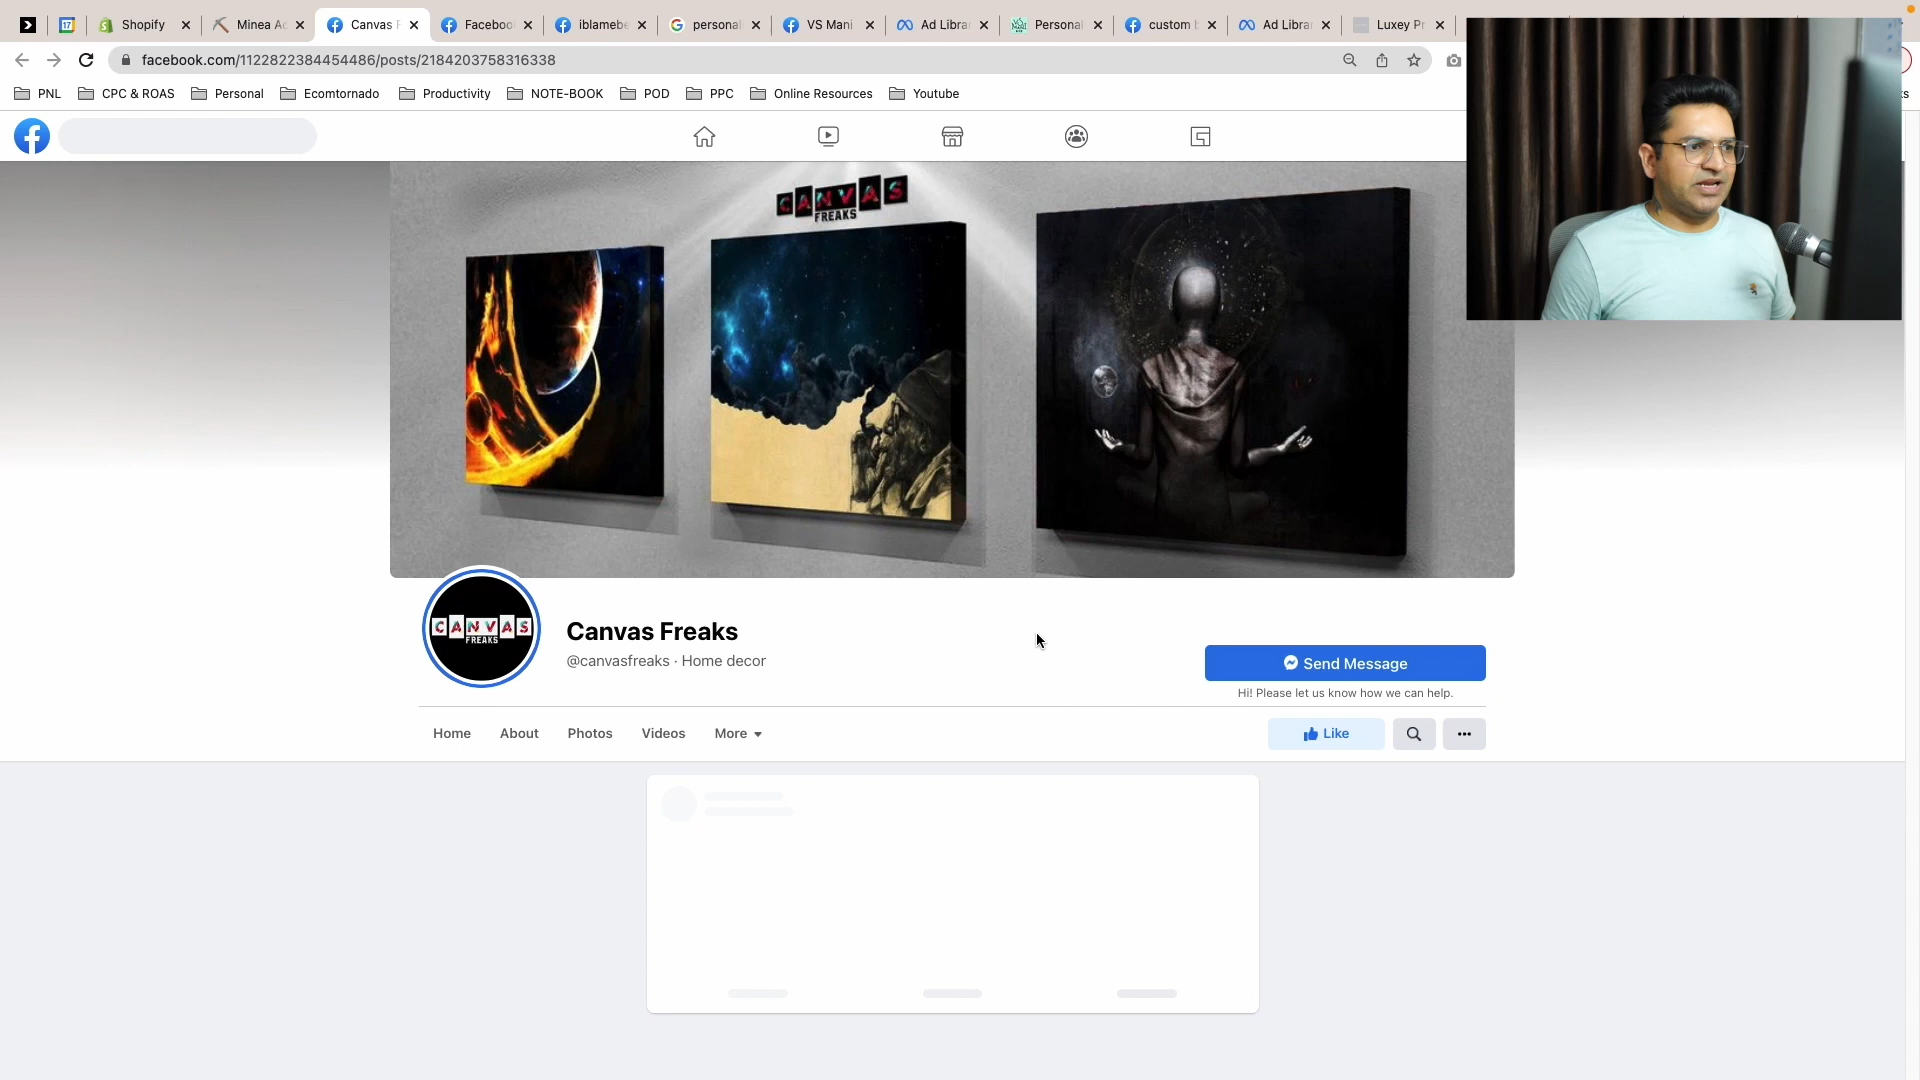 Shopify
Minea Ac
Canvas F
Faceboo
iblamebe
personal
VS Mani
Ad Libra
Personal
custom b
Ad Libra
Luxey Pr
facebook.com/1122822384454486/posts/2184203758316338
PNL
CPC & ROAS
Personal
Ecomtornado
Productivity
NOTE-BOOK
POD
PPC
Online Resources
Youtube
CANVAS
FREAKS
CANVAS
FREAKS
Canvas Freaks
@canvasfreaks · Home decor
Send Message
Hi! Please let us know how we can help.
Home
About
Photos
Videos
More
Like